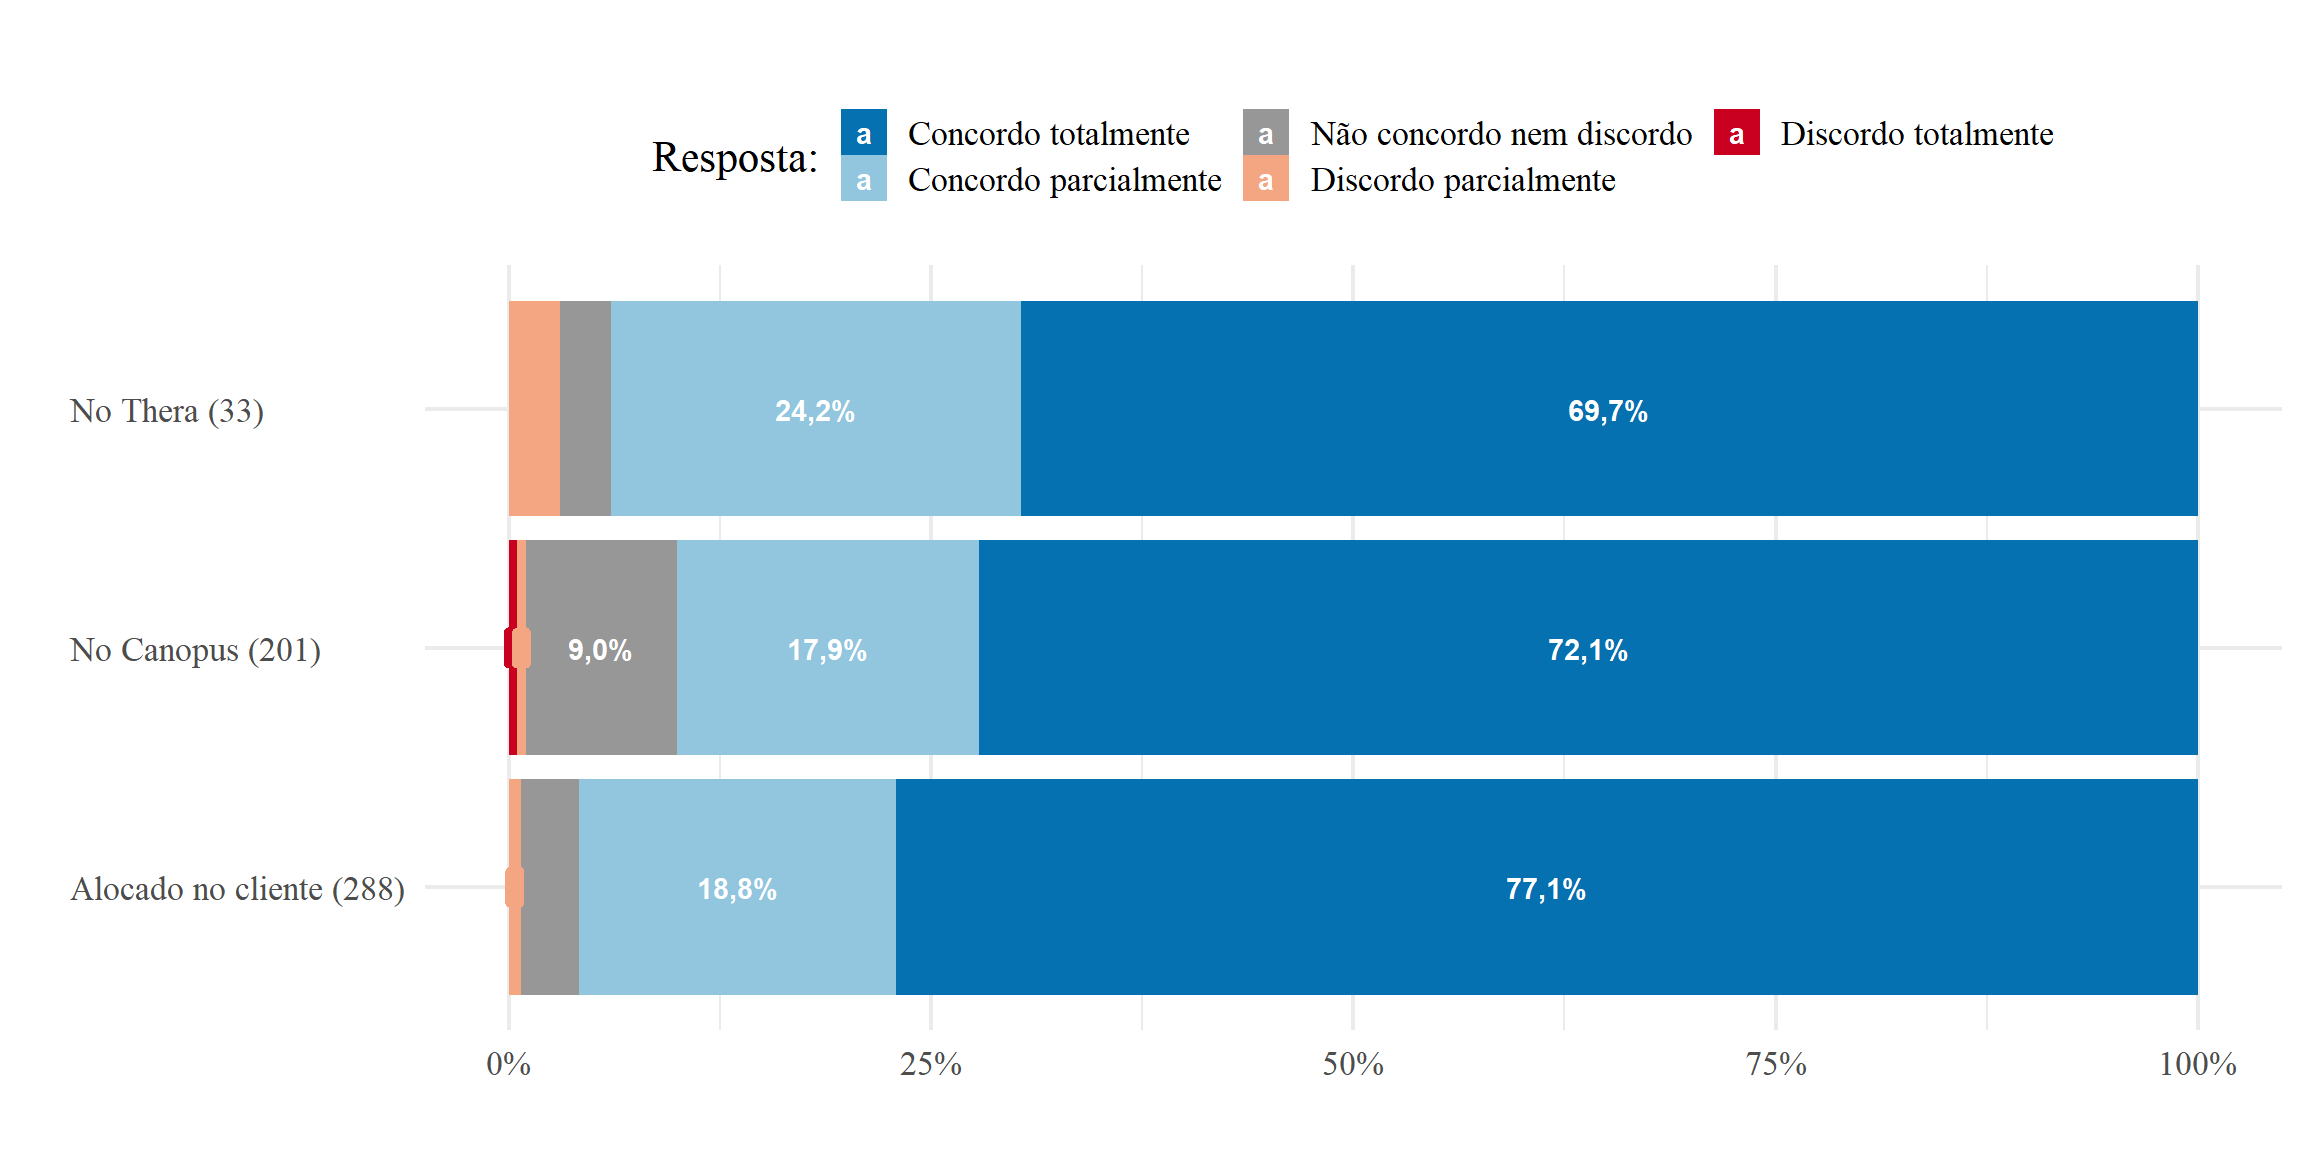 Resposta:
a Concordo totalmente
a Concordo parcialmente
a Não concordo nem discordo
a Discordo parcialmente
a Discordo totalmente
No Thera (33)
24,2%
69,7%
No Canopus (201)
9,0%
17,9%
72,1%
Alocado no cliente (288)
18,8%
77,1%
0%
25%
50%
75%
100%